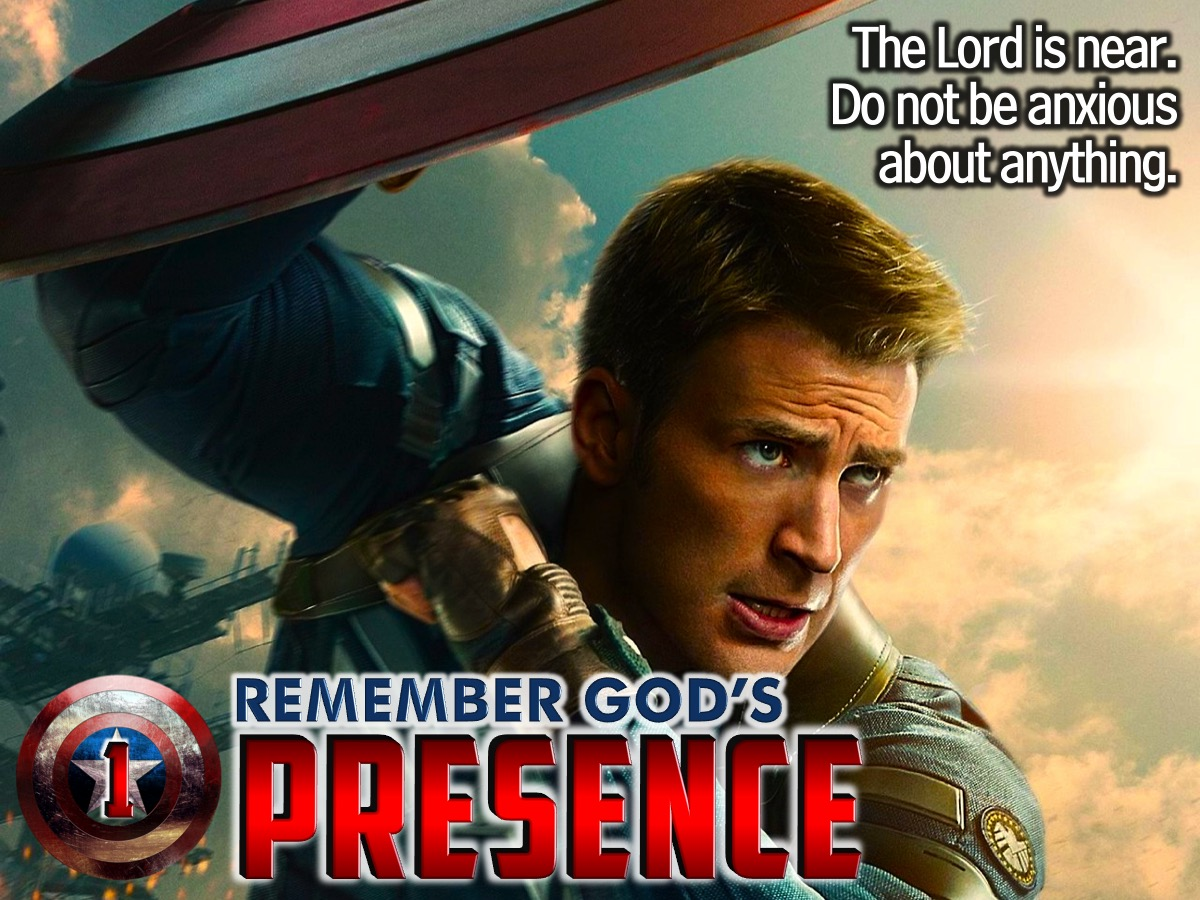 The Lord is near.
Do not be anxious
about anything.
REMEMBER GOD'S
1
PRESENCE